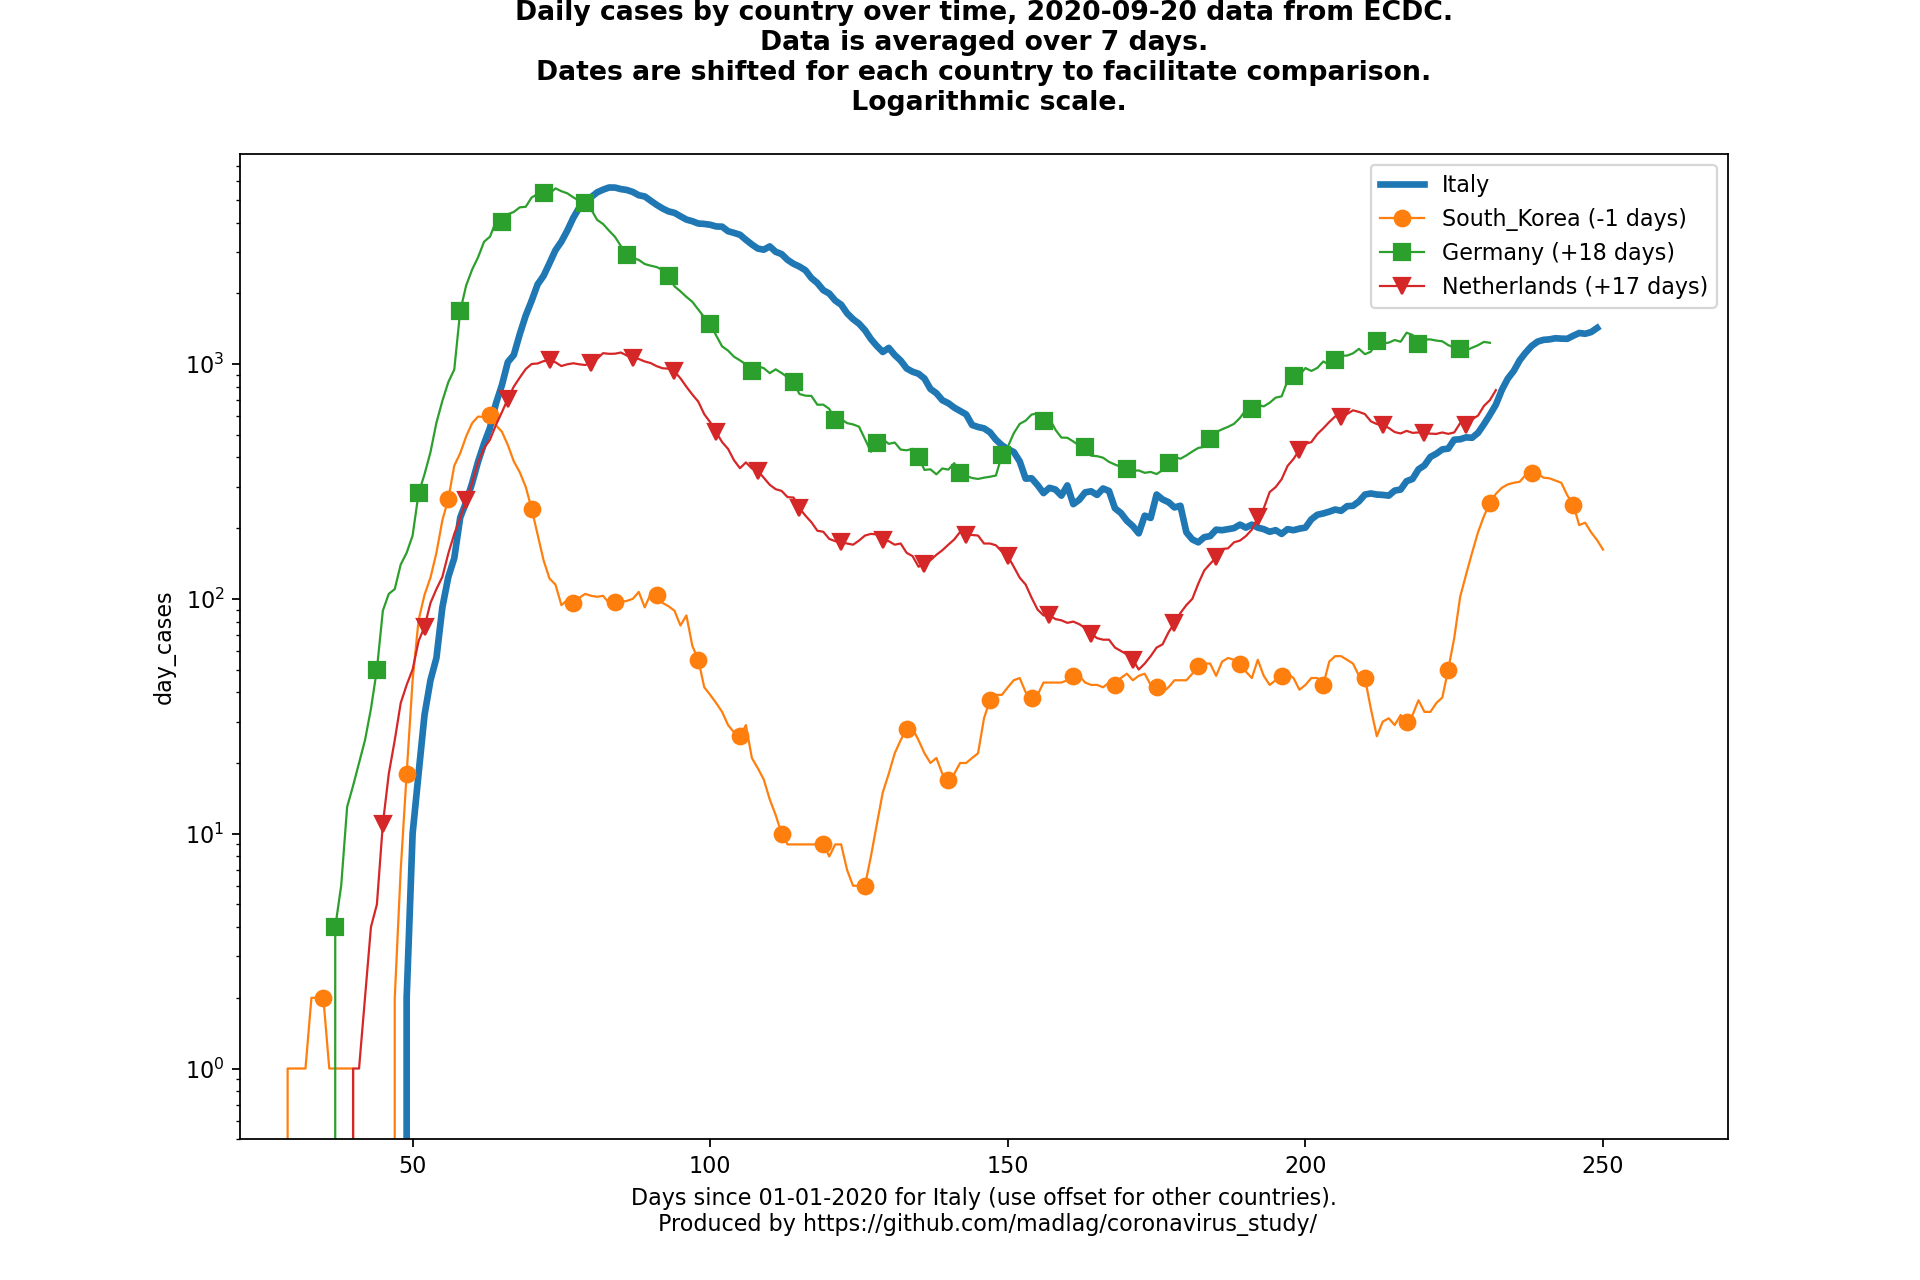 Daily cases by country over time, 2020-09-20 data from ECDC.
Data is averaged over 7 days.
Dates are shifted for each country to facilitate comparison.
Logarithmic scale.
Italy
South_Korea (-1 days)
Germany (+18 days)
Netherlands (+17 days)
day_cases
10³
10²
10¹
10⁰
50 100 150 200 250
Days since 01-01-2020 for Italy (use offset for other countries).
Produced by https://github.com/madlag/coronavirus_study/